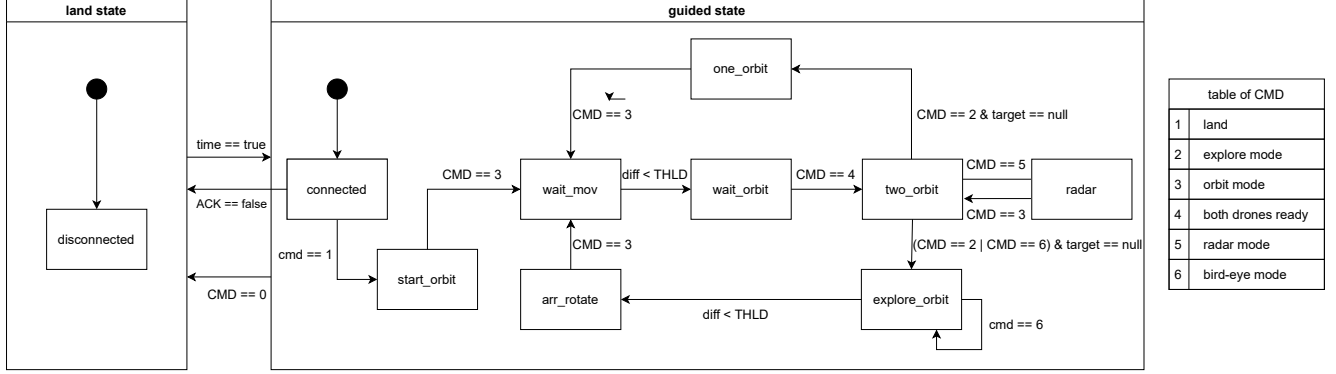 land state
guided state
one_orbit
table of CMD
CMD == 3
CMD == 2 & target == null
1 land
time == true
2 explore mode
CMD == 3
diff < THLD
CMD == 4
CMD == 5
connected
wait_mov
wait_orbit
two_orbit
radar
3 orbit mode
ACK == false
CMD == 3
4 both drones ready
disconnected
cmd == 1
CMD == 3
(CMD == 2 | CMD == 6) & target == null
5 radar mode
start_orbit
6 bird-eye mode
CMD == 0
arr_rotate
explore_orbit
diff < THLD
cmd == 6